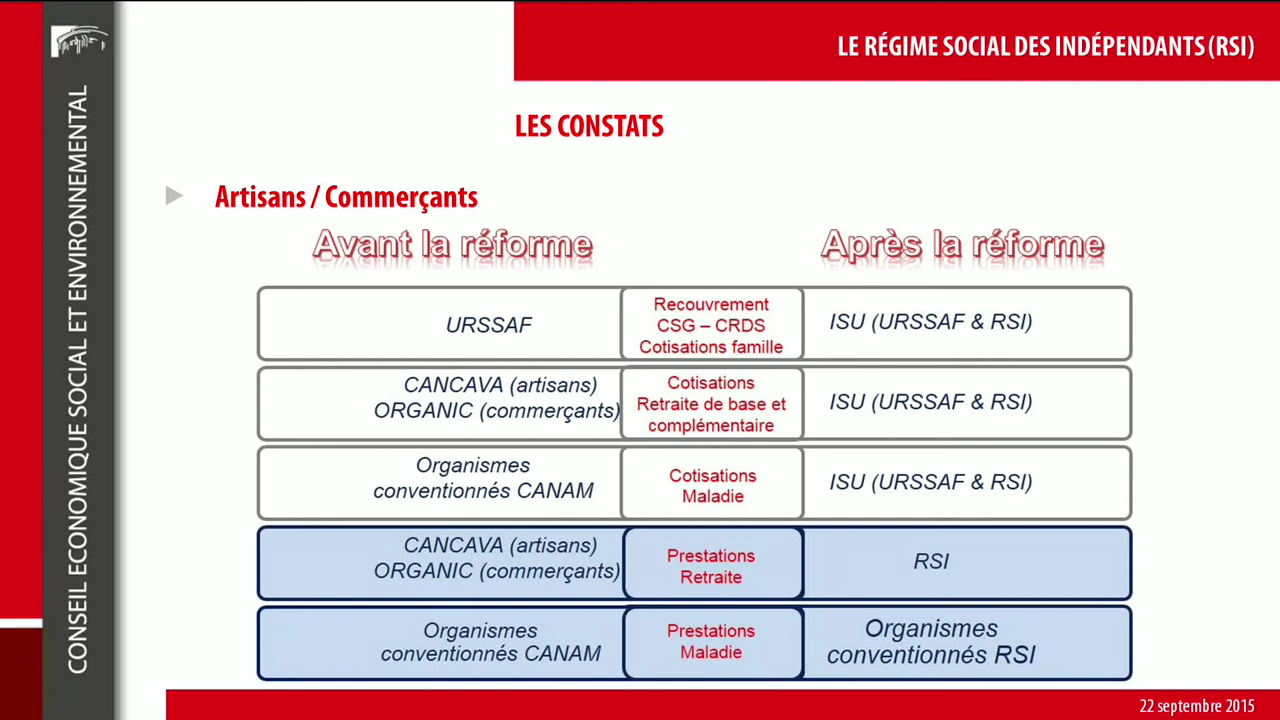 LE RÉGIME SOCIAL DES INDÉPENDANTS (RSI)
CONSEIL ECONOMIQUE SOCIAL ET ENVIRONNEMENTAL
LES CONSTATS
Artisans / Commerçants
Avant la réforme
Après la réforme
URSSAF
Recouvrement
CSG – CRDS
Cotisations famille
ISU (URSSAF & RSI)
CANCAVA (artisans)
ORGANIC (commerçants)
Cotisations
Retraite de base et
complémentaire
ISU (URSSAF & RSI)
Organismes
conventionnés CANAM
Cotisations
Maladie
ISU (URSSAF & RSI)
CANCAVA (artisans)
ORGANIC (commerçants)
Prestations
Retraite
RSI
Organismes
conventionnés CANAM
Prestations
Maladie
Organismes
conventionnés RSI
22 septembre 2015